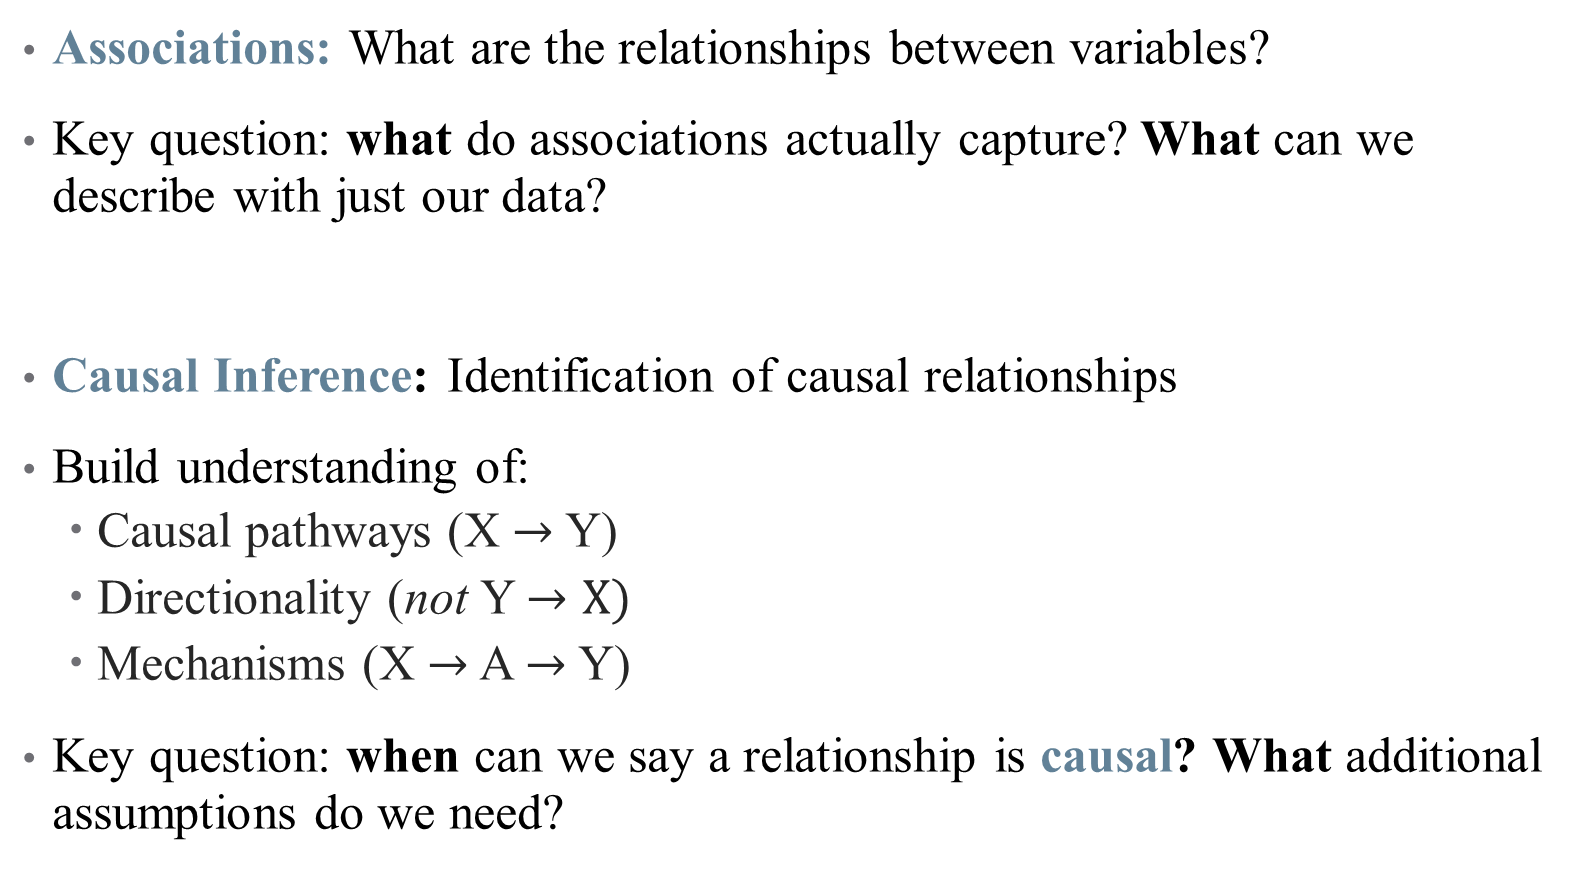 • Associations: What are the relationships between variables?
• Key question: what do associations actually capture? What can we
describe with just our data?
• Causal Inference: Identification of causal relationships
• Build understanding of:
• Causal pathways (X → Y)
• Directionality (not Y → X)
• Mechanisms (X → A → Y)
• Key question: when can we say a relationship is causal? What additional
assumptions do we need?